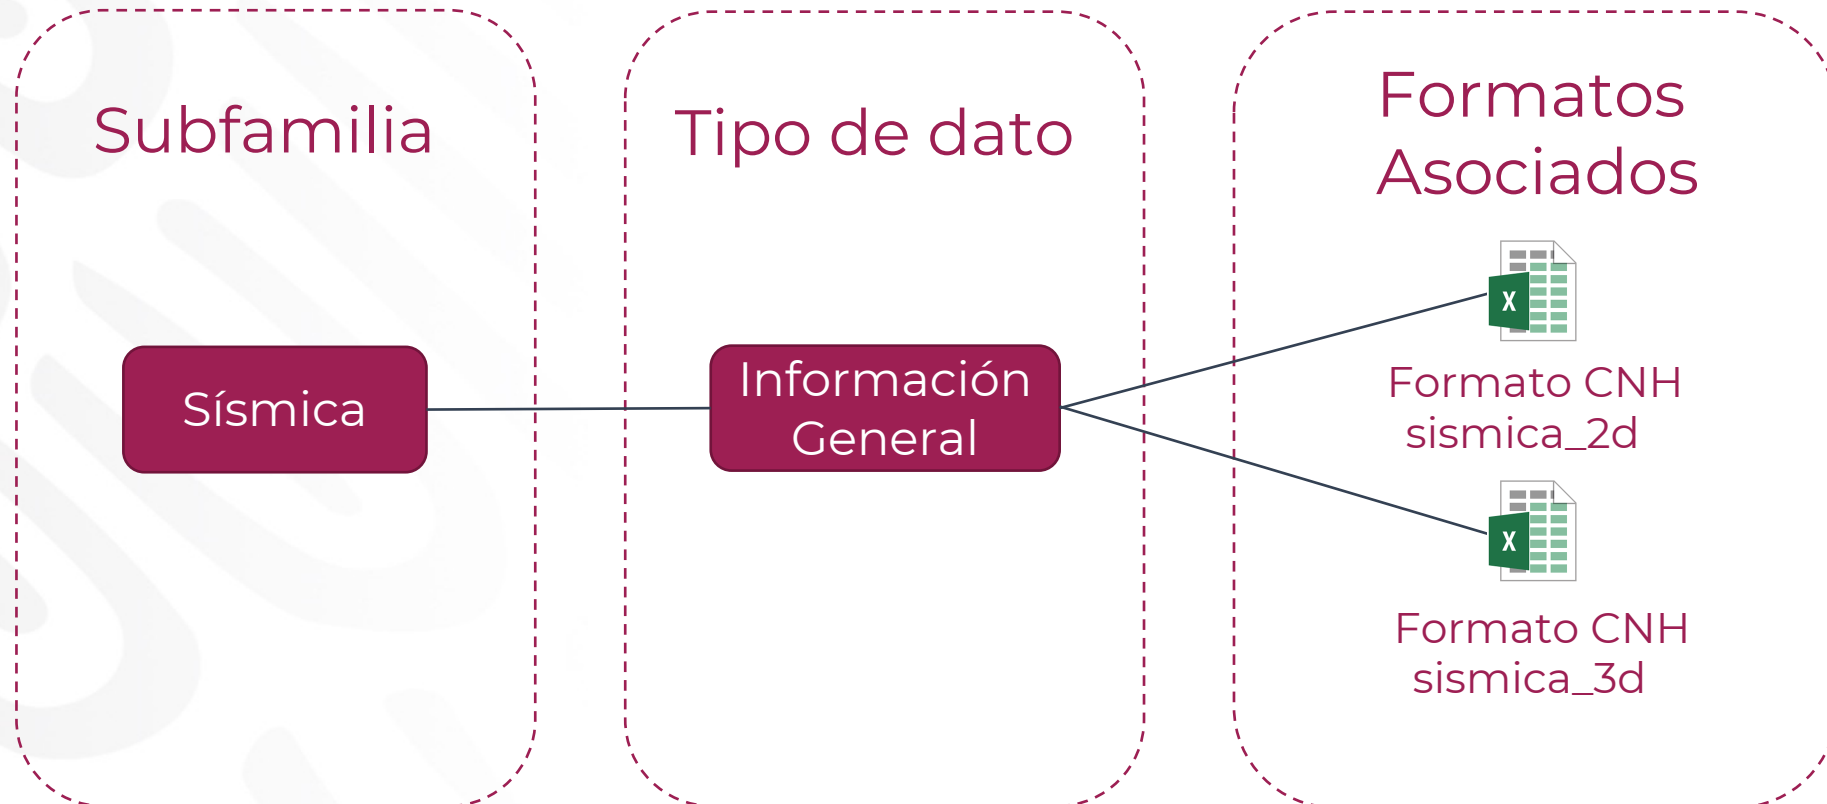 Subfamilia
Sísmica
Tipo de dato
Información
General
Formatos
Asociados
X
Formato CNH
sismica_2d
X
Formato CNH
sismica_3d